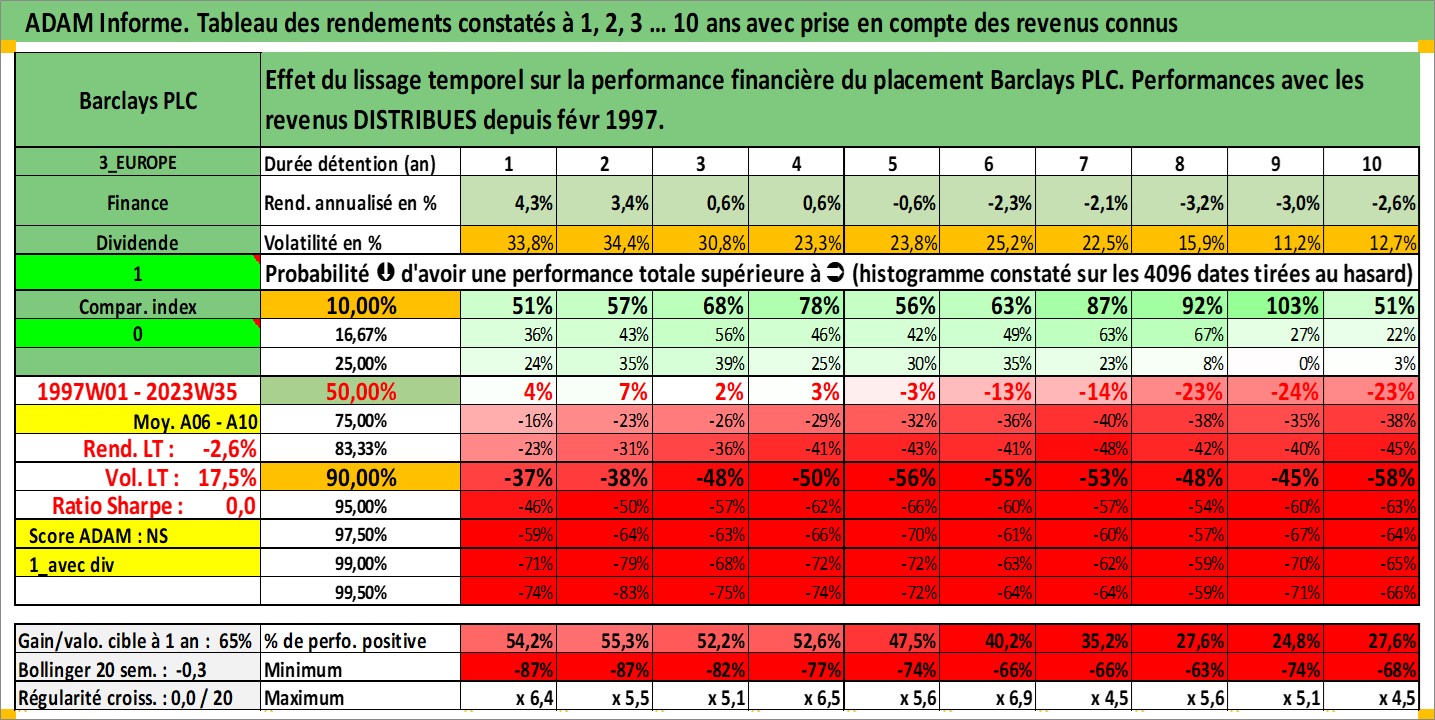 ADAM Informe. Tableau des rendements constatés à 1, 2, 3 ... 10 ans avec prise en compte des revenus connus
Barclays PLC
Effet du lissage temporel sur la performance financière du placement Barclays PLC. Performances avec les
revenus DISTRIBUES depuis févr 1997.
3_EUROPE Durée détention (an) 1 2 3 4 5 6 7 8 9 10
Finance Rend. annualisé en % 4,3% 3,4% 0,6% 0,6% -0,6% -2,3% -2,1% -3,2% -3,0% -2,6%
Dividende Volatilité en % 33,8% 34,4% 30,8% 23,3% 23,8% 25,2% 22,5% 15,9% 11,2% 12,7%
1 Probabilité ⬇ d'avoir une performance totale supérieure à ➲ (histogramme constaté sur les 4096 dates tirées au hasard)
Compar. index 10,00% 51% 57% 68% 78% 56% 63% 87% 92% 103% 51%
0 16,67% 36% 43% 56% 46% 42% 49% 63% 67% 27% 22%
25,00% 24% 35% 39% 25% 30% 35% 23% 8% 0% 3%
1997W01 - 2023W35 50,00% 4% 7% 2% 3% -3% -13% -14% -23% -24% -23%
Moy. A06 - A10 75,00% -16% -23% -26% -29% -32% -36% -40% -38% -35% -38%
Rend. LT : -2,6% 83,33% -23% -31% -36% -41% -43% -41% -48% -42% -40% -45%
Vol. LT : 17,5% 90,00% -37% -38% -48% -50% -56% -55% -53% -48% -45% -58%
Ratio Sharpe : 0,0 95,00% -46% -50% -57% -62% -66% -60% -57% -54% -60% -63%
Score ADAM : NS 97,50% -59% -64% -63% -66% -70% -61% -60% -57% -67% -64%
1_avec div 99,00% -71% -79% -68% -72% -72% -63% -62% -59% -70% -65%
99,50% -74% -83% -75% -74% -72% -64% -64% -59% -71% -66%
Gain/valo. cible à 1 an : 65% % de perfo. positive 54,2% 55,3% 52,2% 52,6% 47,5% 40,2% 35,2% 27,6% 24,8% 27,6%
Bollinger 20 sem. : -0,3 Minimum -87% -87% -82% -77% -74% -66% -66% -63% -74% -68%
Régularité croiss. : 0,0 / 20 Maximum x 6,4 x 5,5 x 5,1 x 6,5 x 5,6 x 6,9 x 4,5 x 5,6 x 5,1 x 4,5